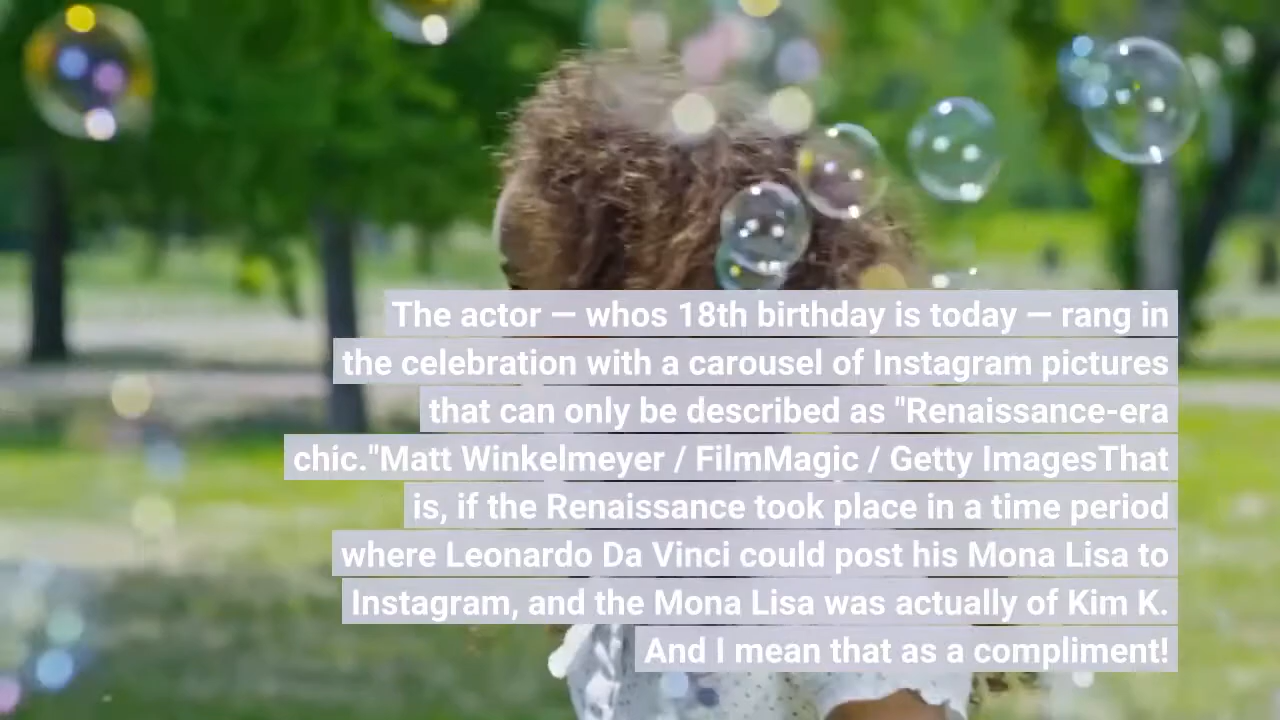 The actor — whos 18th birthday is today — rang in
the celebration with a carousel of Instagram pictures
that can only be described as "Renaissance-era
chic."Matt Winkelmeyer / FilmMagic / Getty ImagesThat
is, if the Renaissance took place in a time period
where Leonardo Da Vinci could post his Mona Lisa to
Instagram, and the Mona Lisa was actually of Kim K.
And I mean that as a compliment!